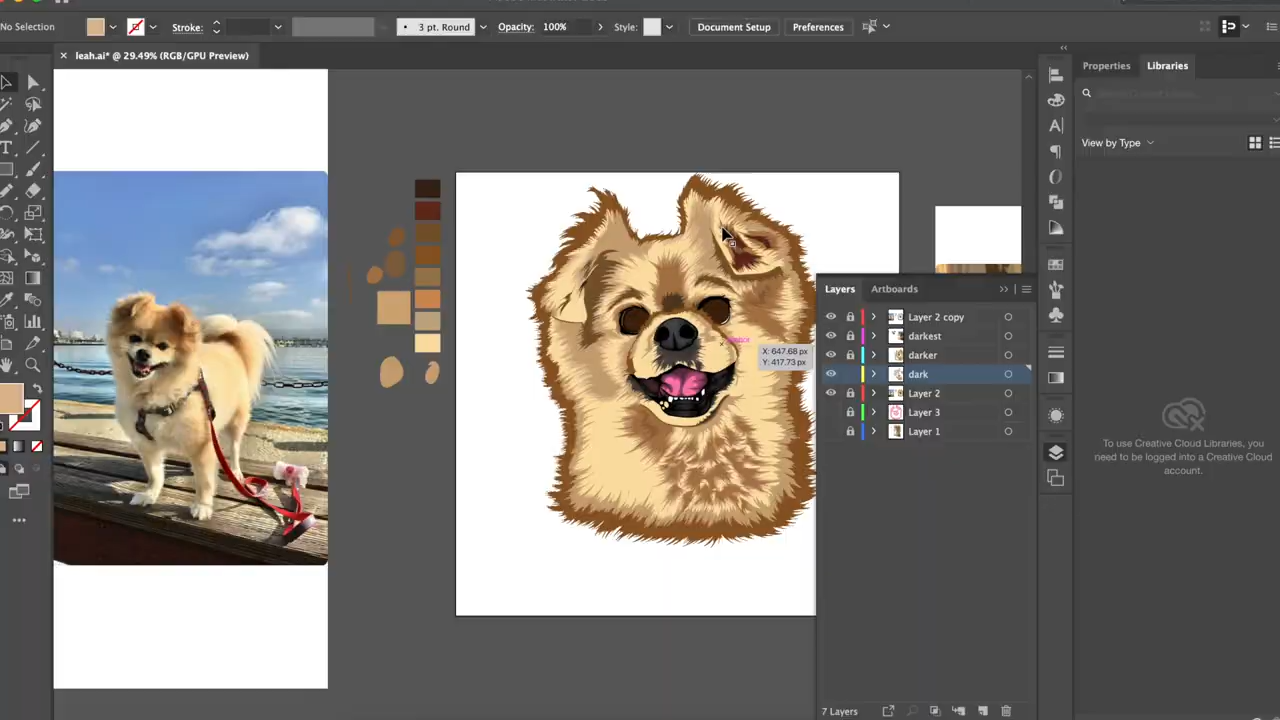 No Selection
Stroke:
3 pt. Round
Opacity: 100%
Style:
Document Setup
Preferences
leah.ai* @ 29.49% (RGB/GPU Preview)
Properties
Libraries
View by Type
Layers
Artboards
Layer 2 copy
darkest
darker
dark
Layer 2
Layer 3
Layer 1
X: 647.68 px
Y: 417.73 px
To use Creative Cloud Libraries, you
need to be logged into a Creative Cloud
account.
7 Layers